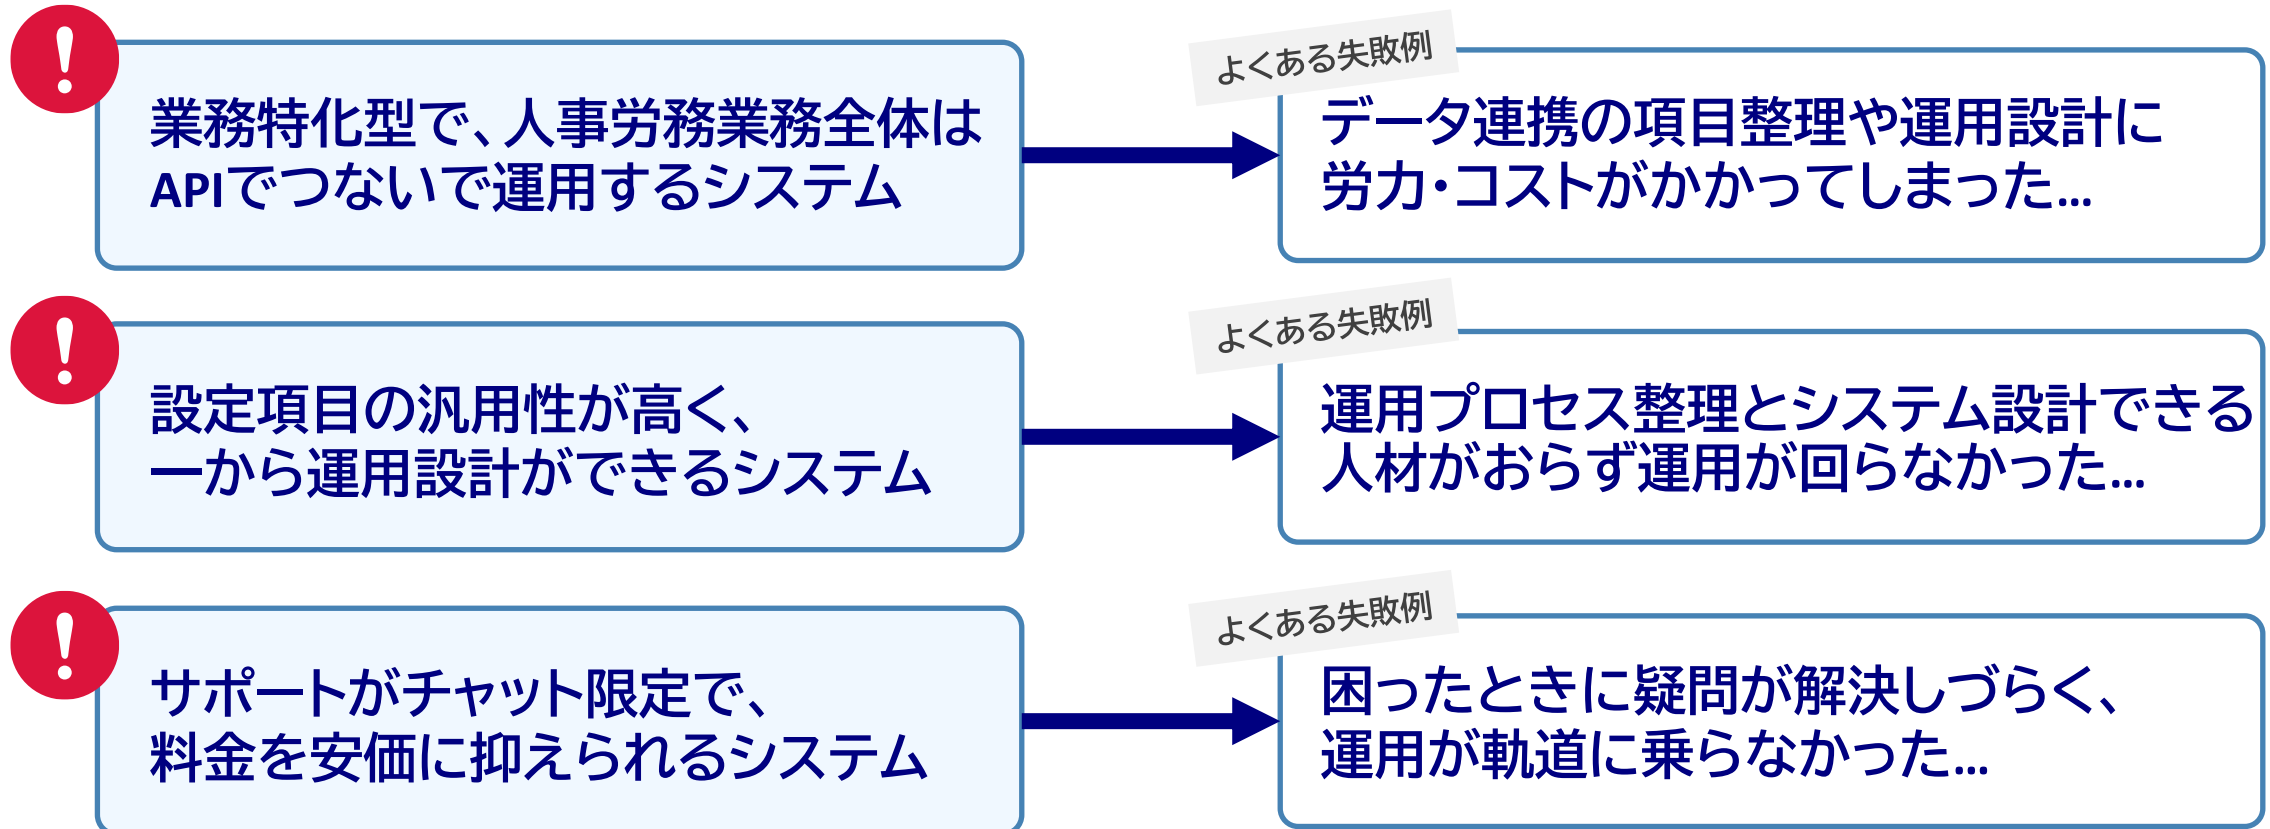 業務特化型で、人事労務業務全体は
APIでつないで運用するシステム
よくある失敗例
データ連携の項目整理や運用設計に
労力・コストがかかってしまった...
設定項目の汎用性が高く、
一から運用設計ができるシステム
よくある失敗例
運用プロセス整理とシステム設計できる
人材がおらず運用が回らなかった...
サポートがチャット限定で、
料金を安価に抑えられるシステム
よくある失敗例
困ったときに疑問が解決しづらく、
運用が軌道に乗らなかった...